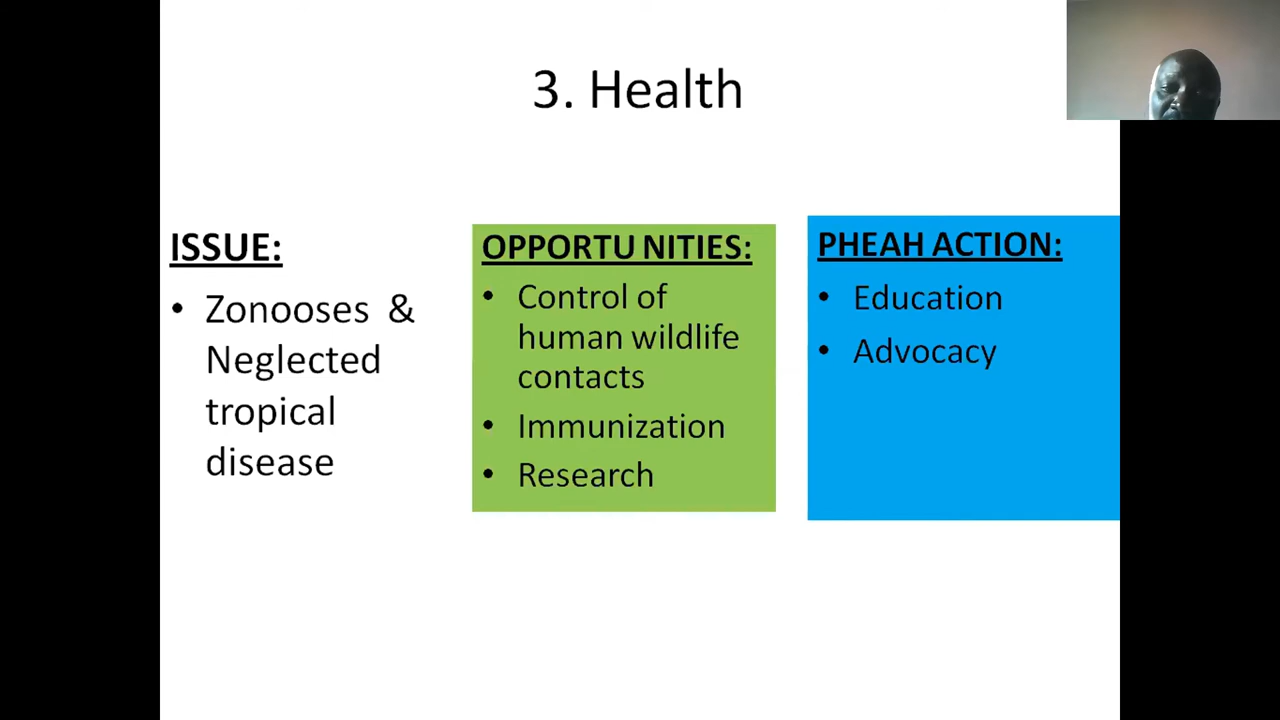 3. Health
ISSUE:
• Zonooses & 
Neglected
tropical
disease
OPPORTU NITIES:
• Control of
human wildlife
contacts
• Immunization
• Research
PHEAH ACTION:
• Education
• Advocacy